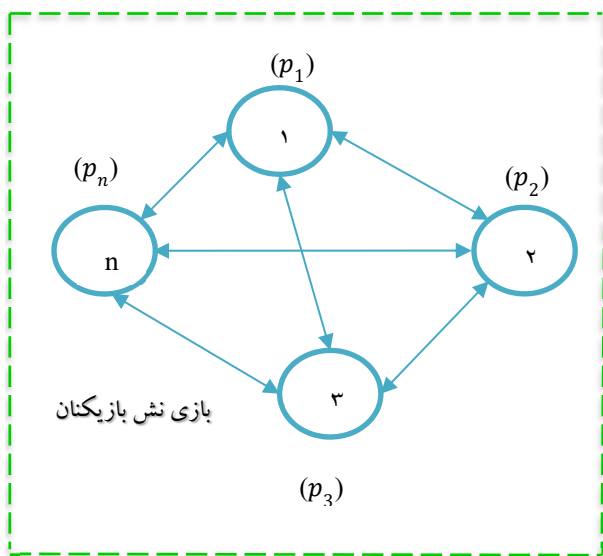 (p₁)
۱
(pₙ)
(p₂)
n
۲
۳
بازی نش بازیکنان
(p₃)